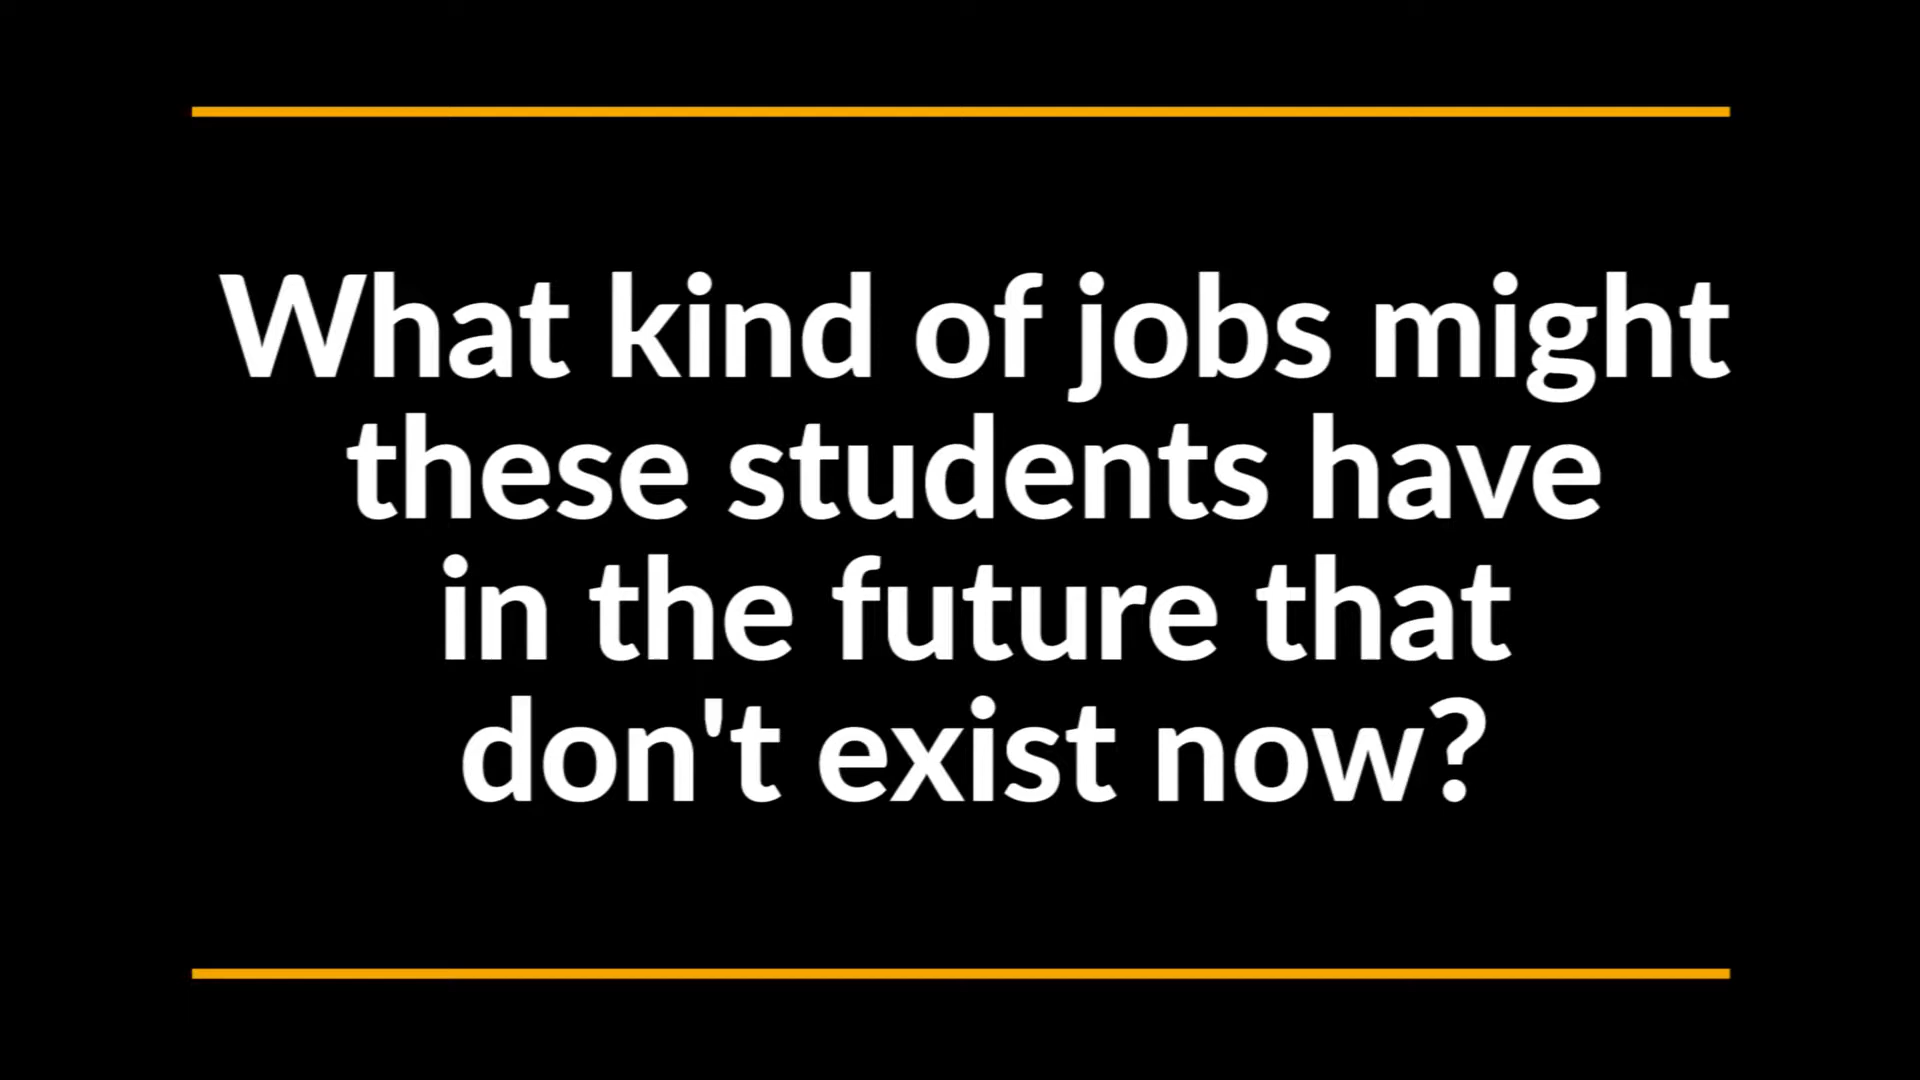 What kind of jobs might
these students have
in the future that
don't exist now?